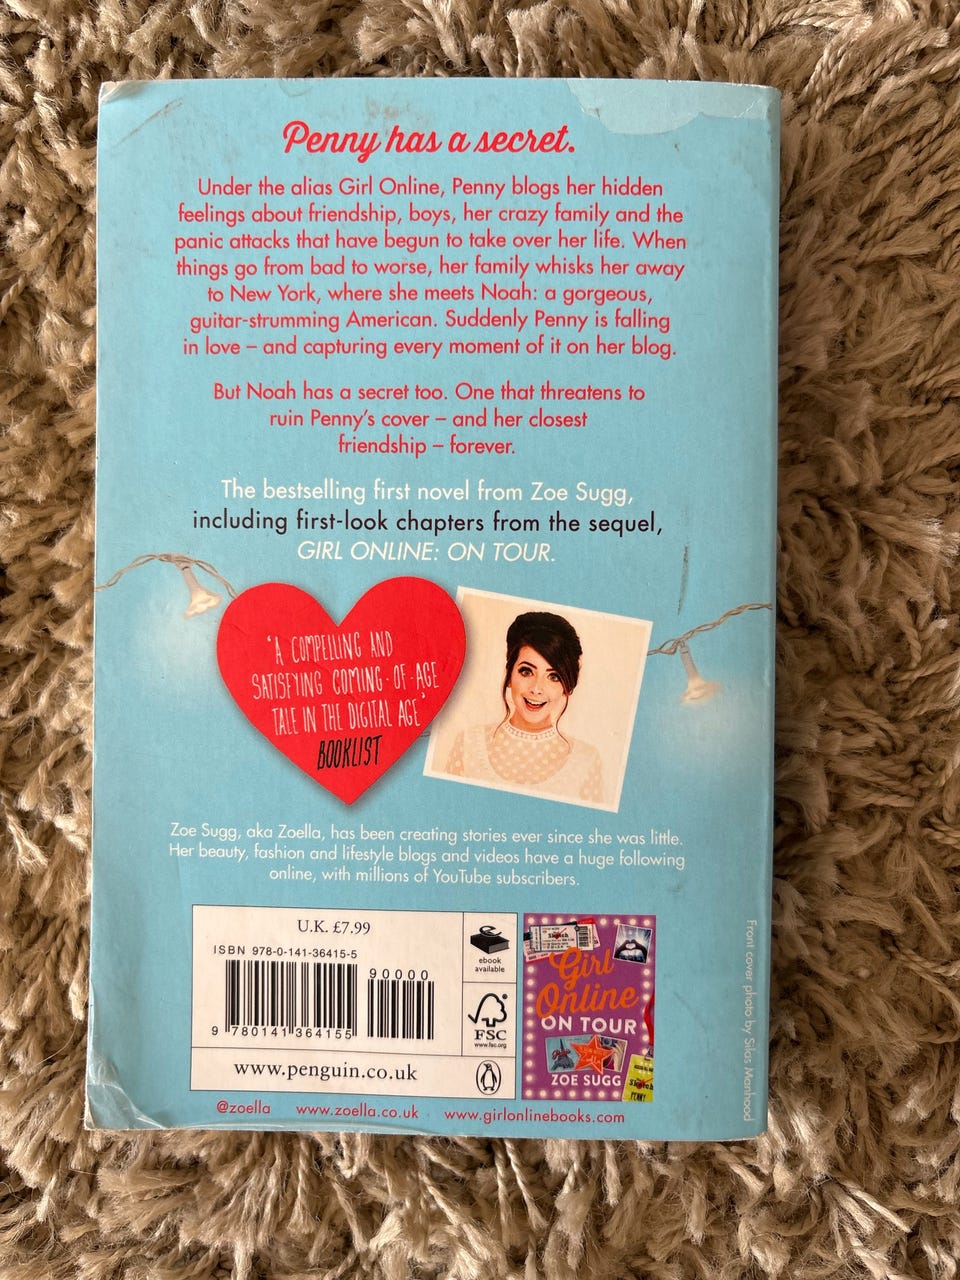 Penny has a secret.
Under the alias Girl Online, Penny blogs her hidden
feelings about friendship, boys, her crazy family and the
panic attacks that have begun to take over her life. When
things go from bad to worse, her family whisks her away
to New York, where she meets Noah: a gorgeous,
guitar-strumming American. Suddenly Penny is falling
in love – and capturing every moment of it on her blog.
But Noah has a secret too. One that threatens to
ruin Penny's cover – and her closest
friendship – forever.
The bestselling first novel from Zoe Sugg,
including first-look chapters from the sequel,
GIRL ONLINE: ON TOUR.
'A COMPELLING AND
SATISFYING COMING-OF-AGE
TALE IN THE DIGITAL AGE'
BOOKLIST
Zoe Sugg, aka Zoella, has been creating stories ever since she was little.
Her beauty, fashion and lifestyle blogs and videos have a huge following
online, with millions of YouTube subscribers.
U.K. £7.99
ISBN 978-0-141-36415-5
90000
9 780141 364155
ebook
available
FSC
www.fsc.org
www.penguin.co.uk
Girl
Online
ON TOUR
ZOE SUGG
@zoella www.zoella.co.uk www.girlonlinebooks.com
Front cover photo by Silas Manhood